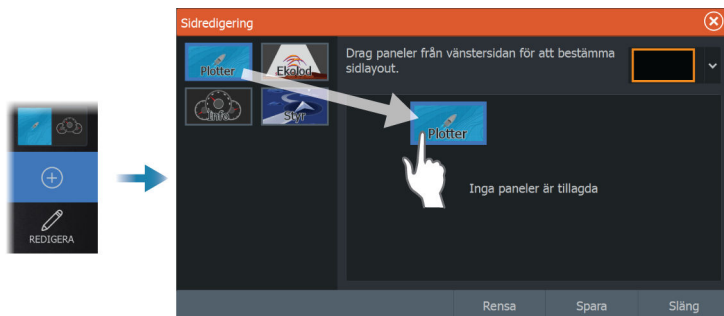 Sidredigering
Plotter
Ekolod
Info
Styr
Drag paneler från vänstersidan för att bestämma
sidlayout.
Plotter
Inga paneler är tillagda
REDIGERA
Rensa
Spara
Släng